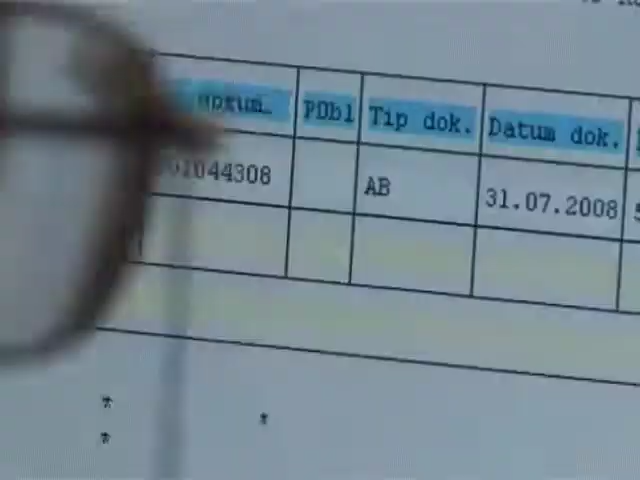 PDbl Tip dok. Datum dok.
AB 31.07.2008
* *
*